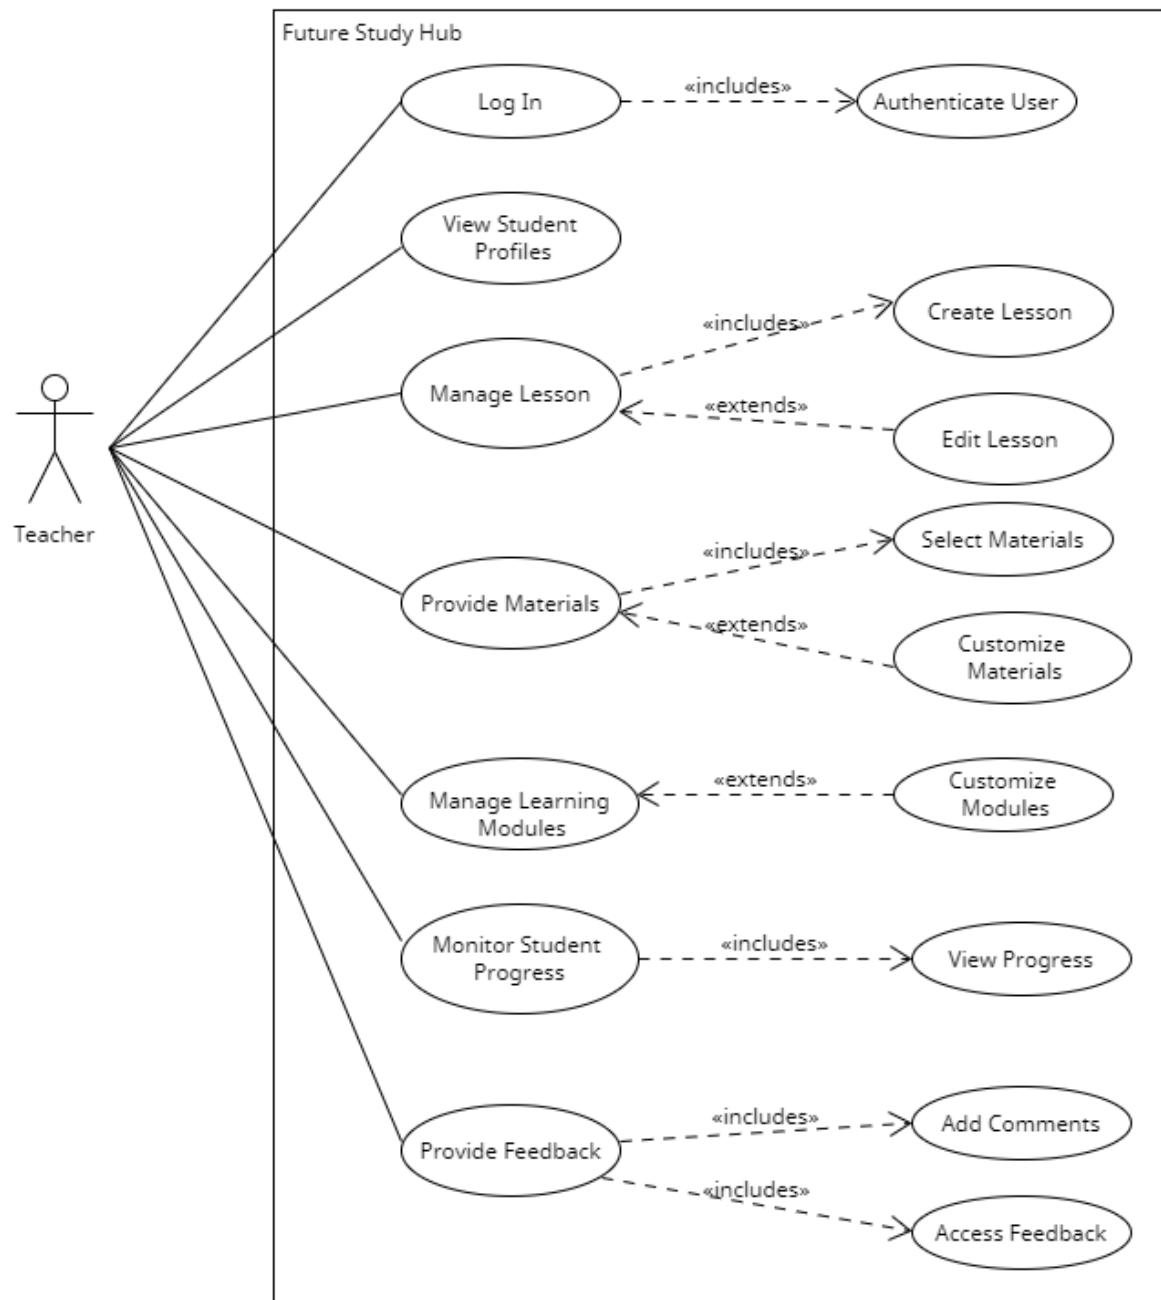 Future Study Hub
Log In
«includes»
Authenticate User
View Student
Profiles
Manage Lesson
«includes»
Create Lesson
«extends»
Edit Lesson
Teacher
Provide Materials
«includes»
Select Materials
«extends»
Customize
Materials
Manage Learning
Modules
«extends»
Customize
Modules
Monitor Student
Progress
«includes»
View Progress
Provide Feedback
«includes»
Add Comments
«includes»
Access Feedback